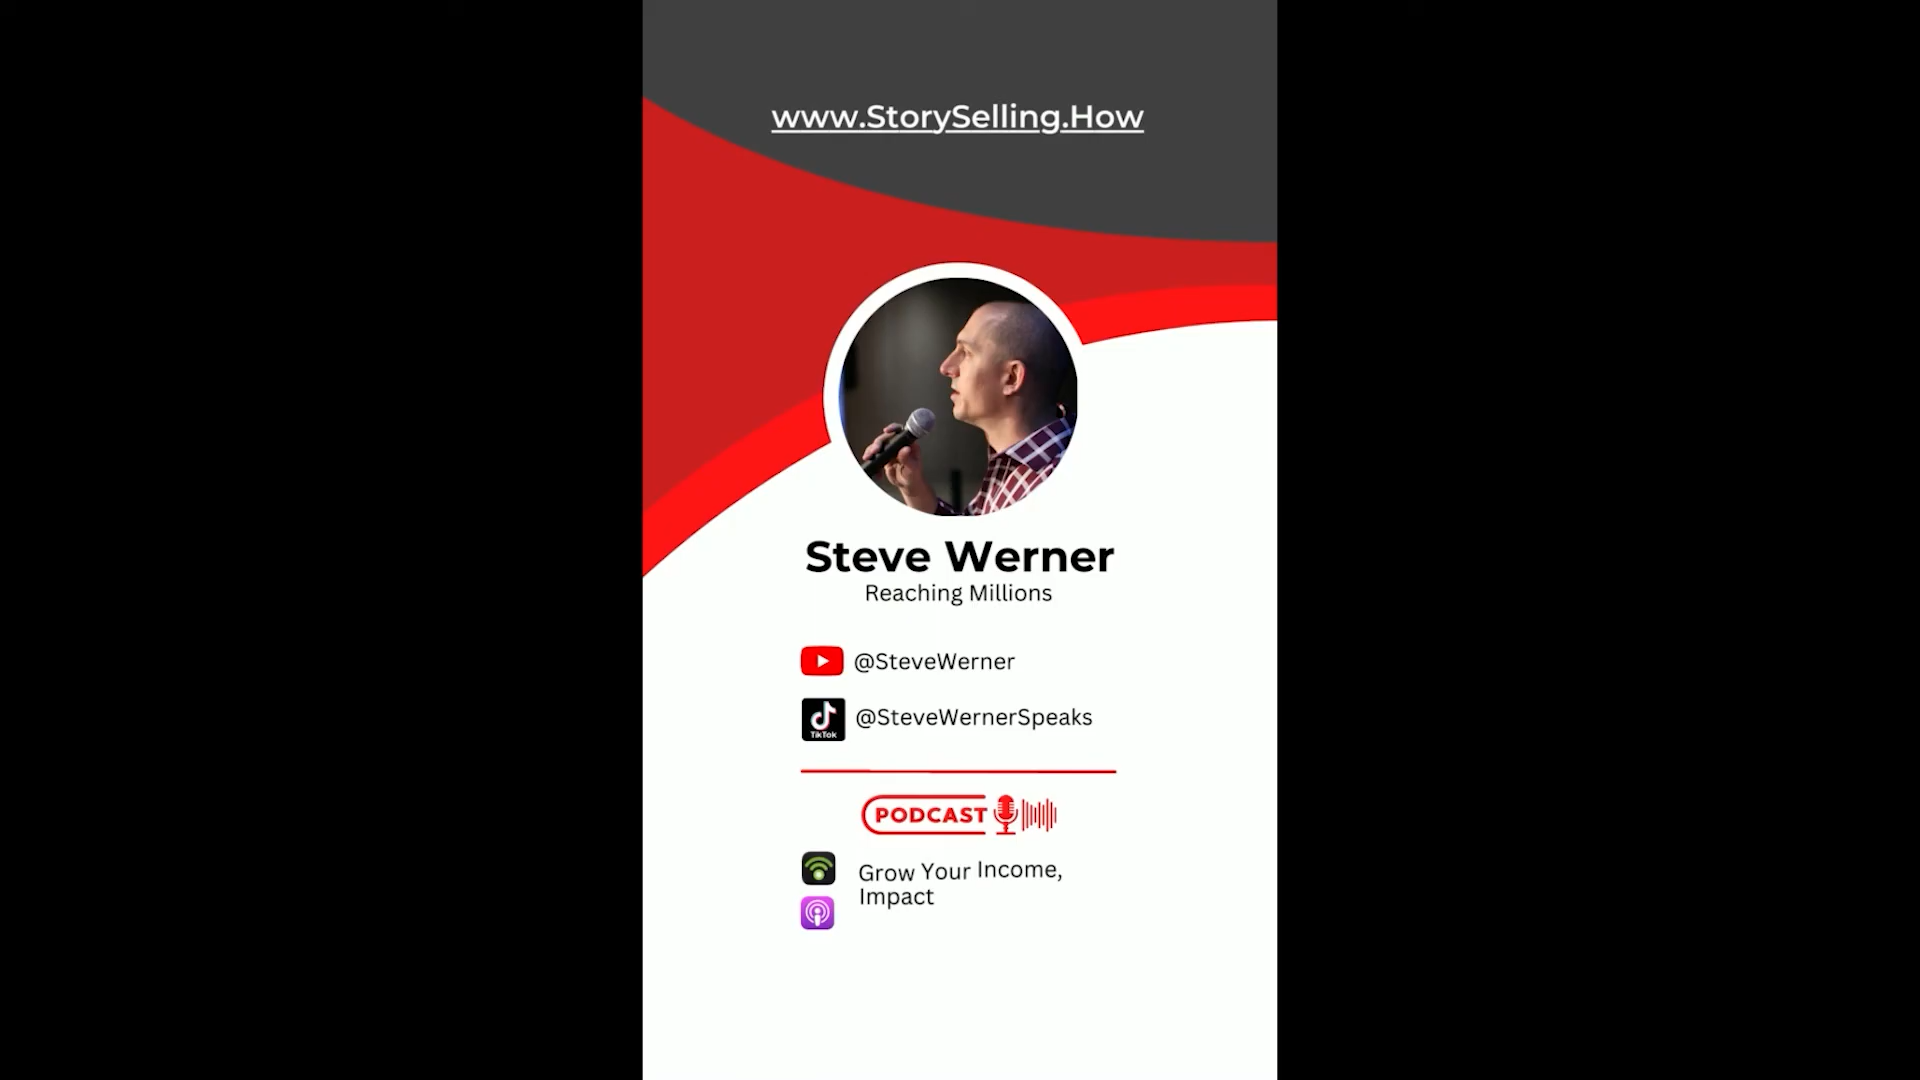 www.StorySelling.How
Steve Werner
Reaching Millions
@SteveWerner
TikTok
@SteveWernerSpeaks
PODCAST
Grow Your Income,
Impact